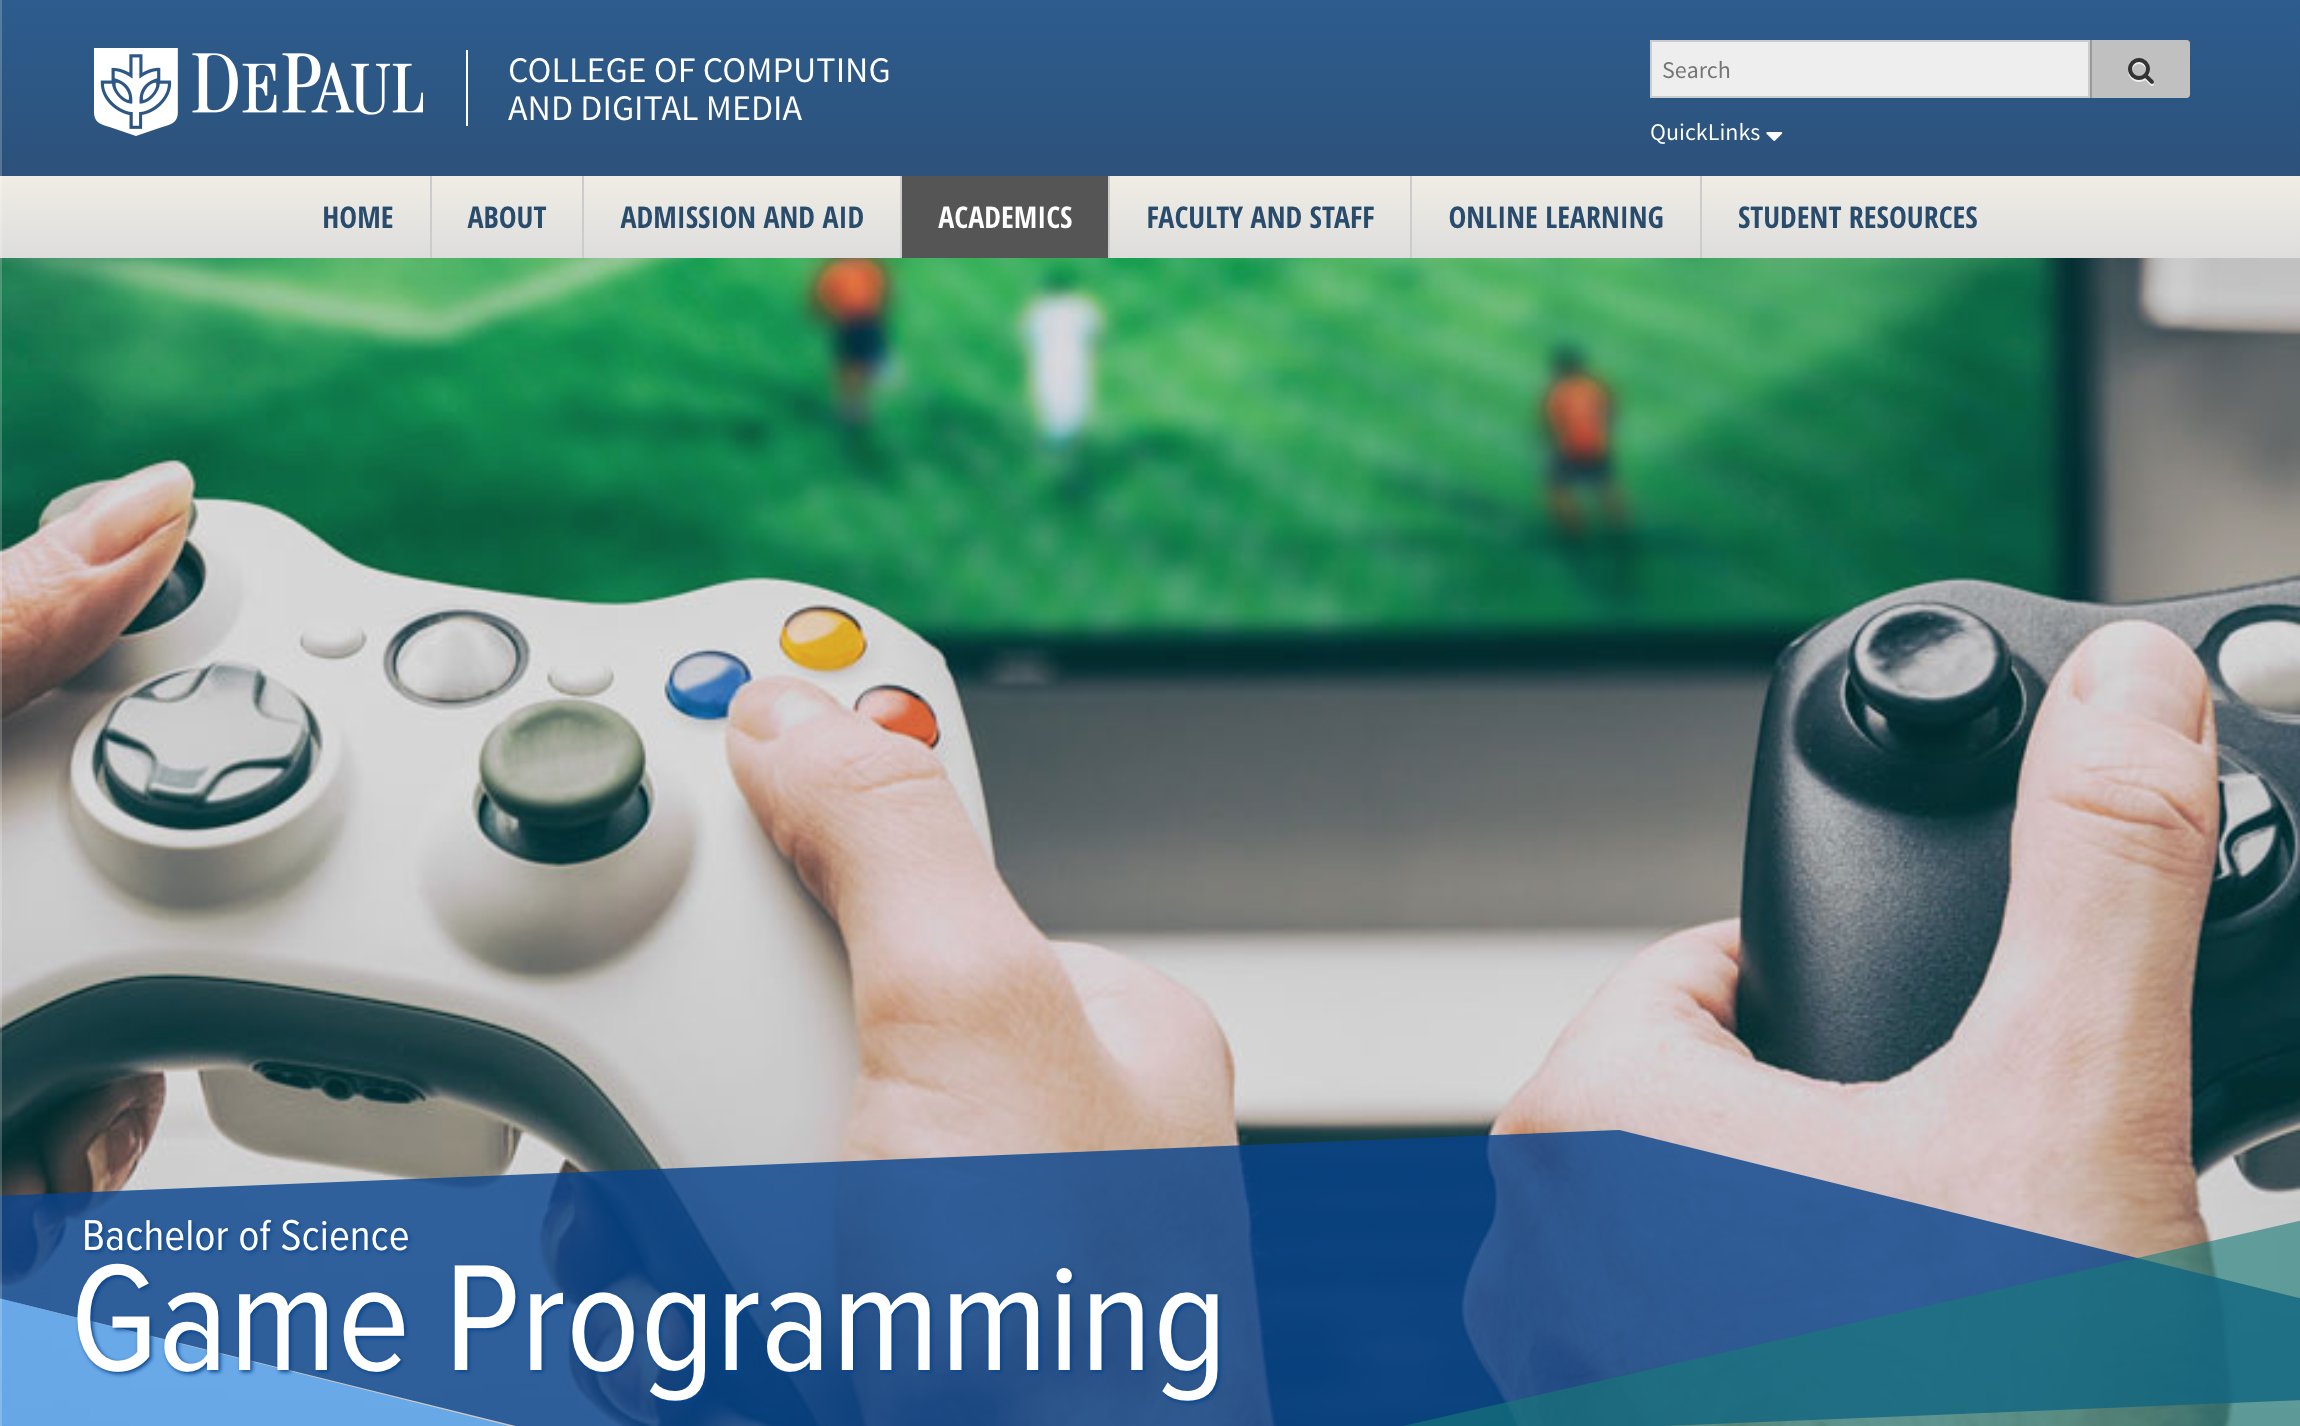 DEPAUL
COLLEGE OF COMPUTING
AND DIGITAL MEDIA
Search
QuickLinks
HOME
ABOUT
ADMISSION AND AID
ACADEMICS
FACULTY AND STAFF
ONLINE LEARNING
STUDENT RESOURCES
Bachelor of Science
Game Programming